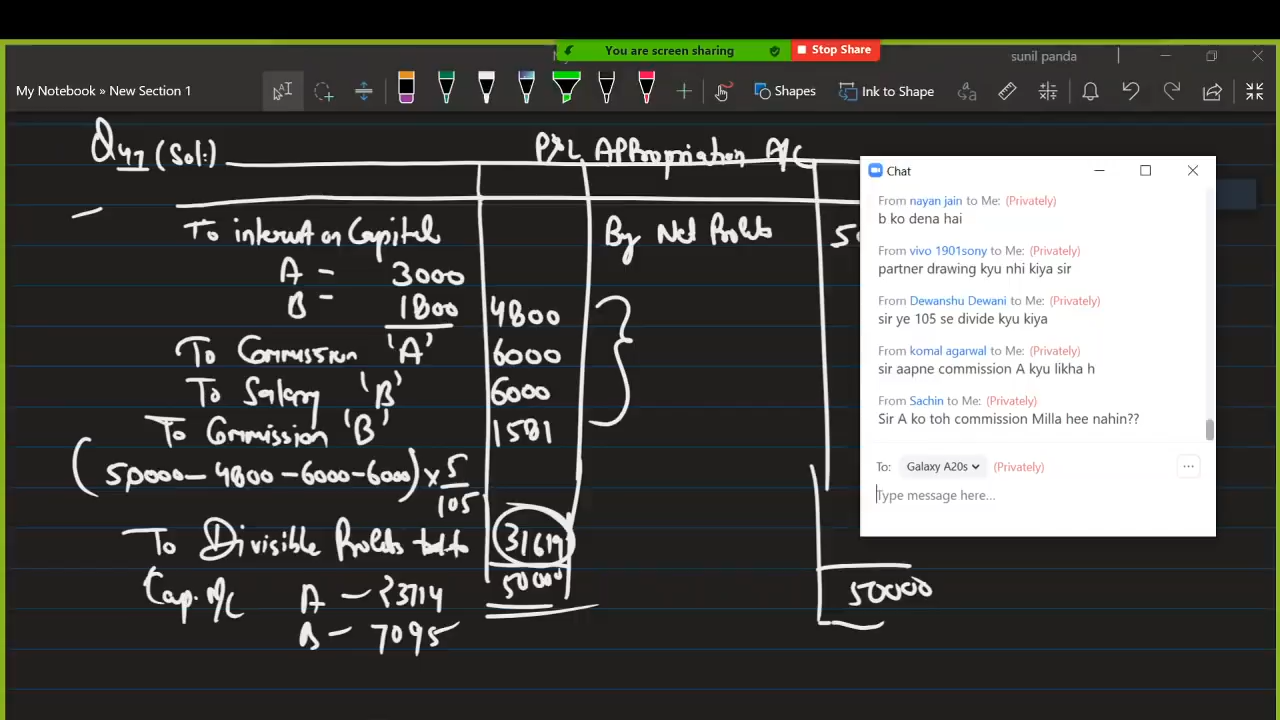 You are screen sharing
Stop Share
sunil panda
My Notebook » New Section 1
Shapes
Ink to Shape
Q47 (Sol:)
P&L Appropriation A/C
To interest on Capital
A - 3000
B - 1800 4800
To Commission 'A' 6000
To Salary 'B' 6000
To Commission 'B' 1581
(50000-4800-6000-6000) × 5/105
To Divisible Profits 31619
Cap. A/C 50000
A - 23714
B - 7095
By Net Profits 50
50000
Chat
From nayan jain to Me: (Privately)
b ko dena hai
From vivo 1901sony to Me: (Privately)
partner drawing kyu nhi kiya sir
From Dewanshu Dewani to Me: (Privately)
sir ye 105 se divide kyu kiya
From komal agarwal to Me: (Privately)
sir aapne commission A kyu likha h
From Sachin to Me: (Privately)
Sir A ko toh commission Milla hee nahin??
To: Galaxy A20s (Privately)
Type message here...